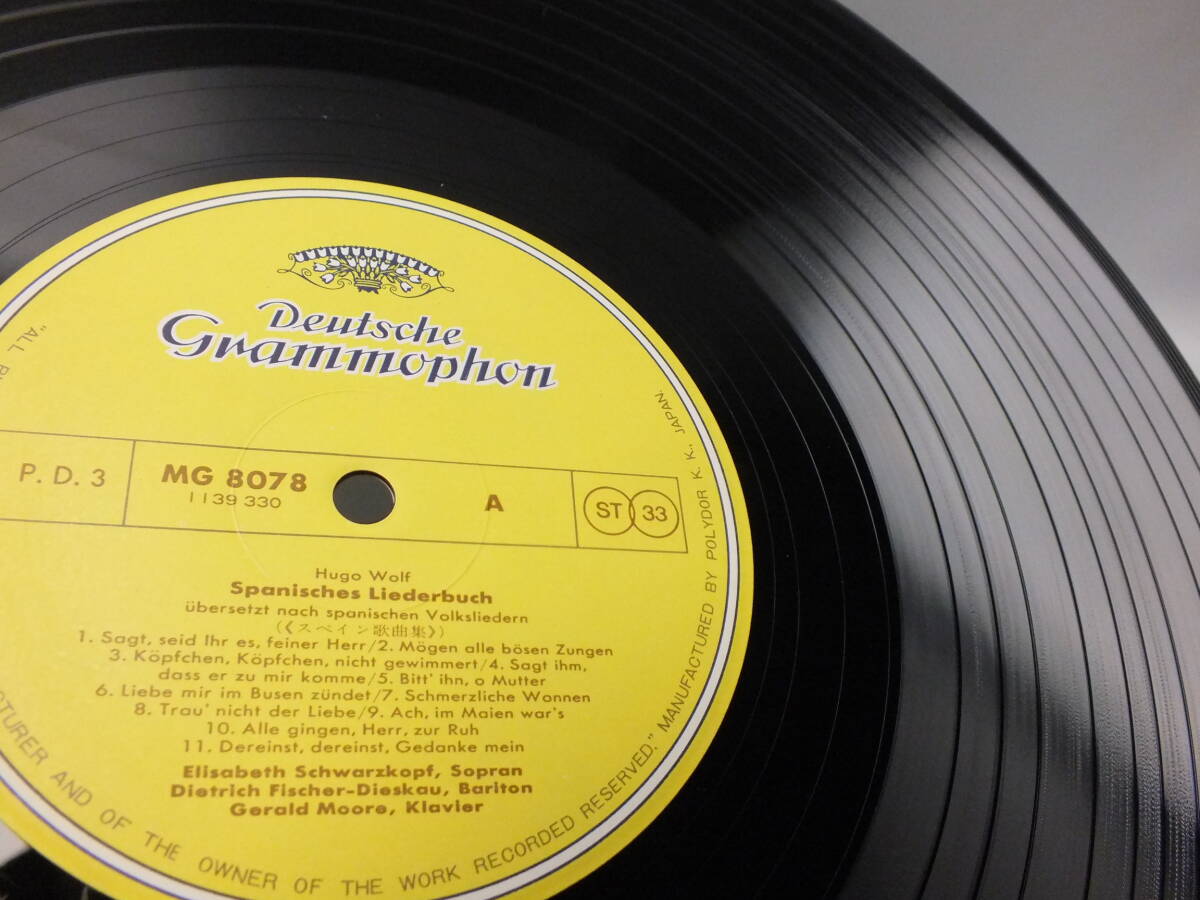 Deutsche
Grammophon
P. D. 3
MG 8078
1139 330
A
ST 33
Hugo Wolf
Spanisches Liederbuch
übersetzt nach spanischen Volksliedern
(《スペイン歌曲集》)
1. Sagt, seid Ihr es, feiner Herr/2. Mögen alle bösen Zungen
3. Köpfchen, Köpfchen, nicht gewimmert/4. Sagt ihm,
dass er zu mir komme/5. Bitt' ihn, o Mutter
6. Liebe mir im Busen zündet/7. Schmerzliche Wonnen
8. Trau' nicht der Liebe/9. Ach, im Maien war's
10. Alle gingen, Herr, zur Ruh
11. Dereinst, dereinst, Gedanke mein
Elisabeth Schwarzkopf, Sopran
Dietrich Fischer-Dieskau, Bariton
Gerald Moore, Klavier
"ALL
AND OF THE OWNER OF THE WORK RECORDED RESERVED." MANUFACTURED BY POLYDOR K. K., JAPAN.